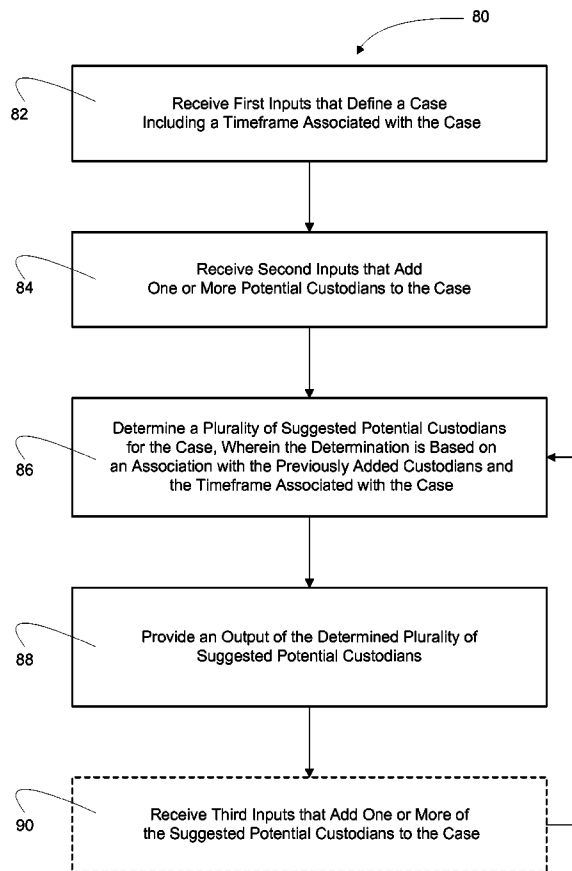 80
82
Receive First Inputs that Define a Case
Including a Timeframe Associated with the Case
84
Receive Second Inputs that Add
One or More Potential Custodians to the Case
86
Determine a Plurality of Suggested Potential Custodians
for the Case, Wherein the Determination is Based on
an Association with the Previously Added Custodians and
the Timeframe Associated with the Case
88
Provide an Output of the Determined Plurality of
Suggested Potential Custodians
90
Receive Third Inputs that Add One or More of
the Suggested Potential Custodians to the Case